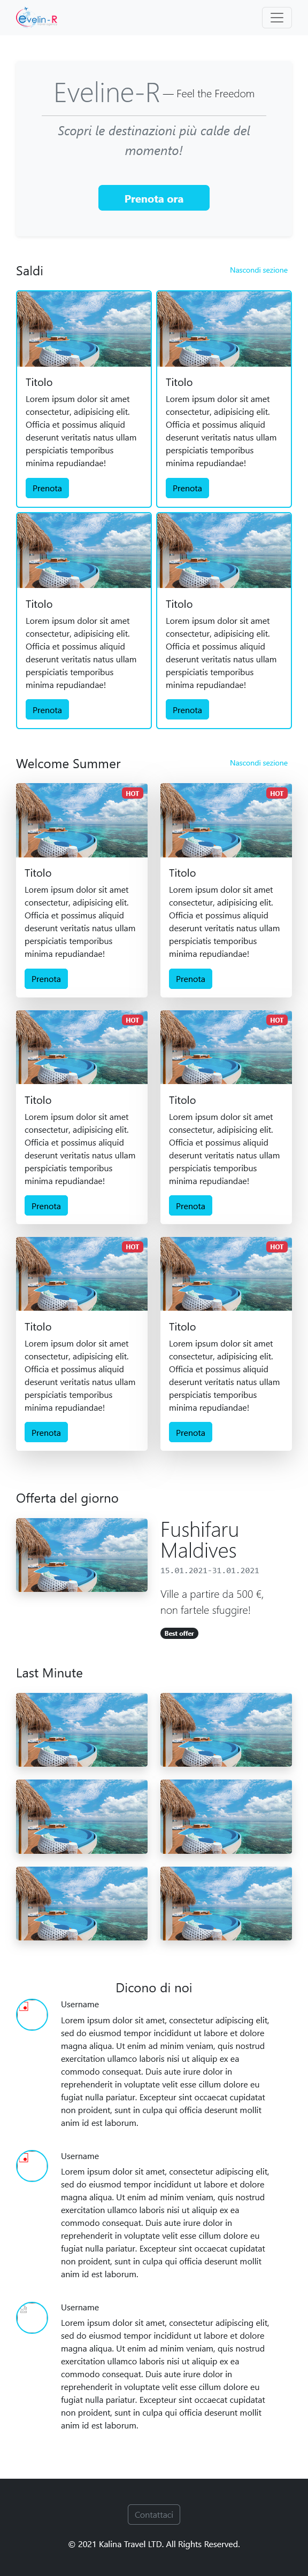 evelin-R
Eveline-R — Feel the Freedom
Scopri le destinazioni più calde del
momento!
Prenota ora
Saldi
Nascondi sezione
Titolo
Lorem ipsum dolor sit amet
consectetur, adipisicing elit.
Officia et possimus aliquid
deserunt veritatis natus ullam
perspiciatis temporibus
minima repudiandae!
Prenota
Titolo
Lorem ipsum dolor sit amet
consectetur, adipisicing elit.
Officia et possimus aliquid
deserunt veritatis natus ullam
perspiciatis temporibus
minima repudiandae!
Prenota
Titolo
Lorem ipsum dolor sit amet
consectetur, adipisicing elit.
Officia et possimus aliquid
deserunt veritatis natus ullam
perspiciatis temporibus
minima repudiandae!
Prenota
Titolo
Lorem ipsum dolor sit amet
consectetur, adipisicing elit.
Officia et possimus aliquid
deserunt veritatis natus ullam
perspiciatis temporibus
minima repudiandae!
Prenota
Welcome Summer
Nascondi sezione
HOT
Titolo
Lorem ipsum dolor sit amet
consectetur, adipisicing elit.
Officia et possimus aliquid
deserunt veritatis natus ullam
perspiciatis temporibus
minima repudiandae!
Prenota
HOT
Titolo
Lorem ipsum dolor sit amet
consectetur, adipisicing elit.
Officia et possimus aliquid
deserunt veritatis natus ullam
perspiciatis temporibus
minima repudiandae!
Prenota
HOT
Titolo
Lorem ipsum dolor sit amet
consectetur, adipisicing elit.
Officia et possimus aliquid
deserunt veritatis natus ullam
perspiciatis temporibus
minima repudiandae!
Prenota
HOT
Titolo
Lorem ipsum dolor sit amet
consectetur, adipisicing elit.
Officia et possimus aliquid
deserunt veritatis natus ullam
perspiciatis temporibus
minima repudiandae!
Prenota
HOT
Titolo
Lorem ipsum dolor sit amet
consectetur, adipisicing elit.
Officia et possimus aliquid
deserunt veritatis natus ullam
perspiciatis temporibus
minima repudiandae!
Prenota
HOT
Titolo
Lorem ipsum dolor sit amet
consectetur, adipisicing elit.
Officia et possimus aliquid
deserunt veritatis natus ullam
perspiciatis temporibus
minima repudiandae!
Prenota
Offerta del giorno
Fushifaru
Maldives
15.01.2021-31.01.2021
Ville a partire da 500 €,
non fartele sfuggire!
Best offer
Last Minute
Dicono di noi
Username
Lorem ipsum dolor sit amet, consectetur adipiscing elit,
sed do eiusmod tempor incididunt ut labore et dolore
magna aliqua. Ut enim ad minim veniam, quis nostrud
exercitation ullamco laboris nisi ut aliquip ex ea
commodo consequat. Duis aute irure dolor in
reprehenderit in voluptate velit esse cillum dolore eu
fugiat nulla pariatur. Excepteur sint occaecat cupidatat
non proident, sunt in culpa qui officia deserunt mollit
anim id est laborum.
Username
Lorem ipsum dolor sit amet, consectetur adipiscing elit,
sed do eiusmod tempor incididunt ut labore et dolore
magna aliqua. Ut enim ad minim veniam, quis nostrud
exercitation ullamco laboris nisi ut aliquip ex ea
commodo consequat. Duis aute irure dolor in
reprehenderit in voluptate velit esse cillum dolore eu
fugiat nulla pariatur. Excepteur sint occaecat cupidatat
non proident, sunt in culpa qui officia deserunt mollit
anim id est laborum.
Username
Lorem ipsum dolor sit amet, consectetur adipiscing elit,
sed do eiusmod tempor incididunt ut labore et dolore
magna aliqua. Ut enim ad minim veniam, quis nostrud
exercitation ullamco laboris nisi ut aliquip ex ea
commodo consequat. Duis aute irure dolor in
reprehenderit in voluptate velit esse cillum dolore eu
fugiat nulla pariatur. Excepteur sint occaecat cupidatat
non proident, sunt in culpa qui officia deserunt mollit
anim id est laborum.
Contattaci
© 2021 Kalina Travel LTD. All Rights Reserved.